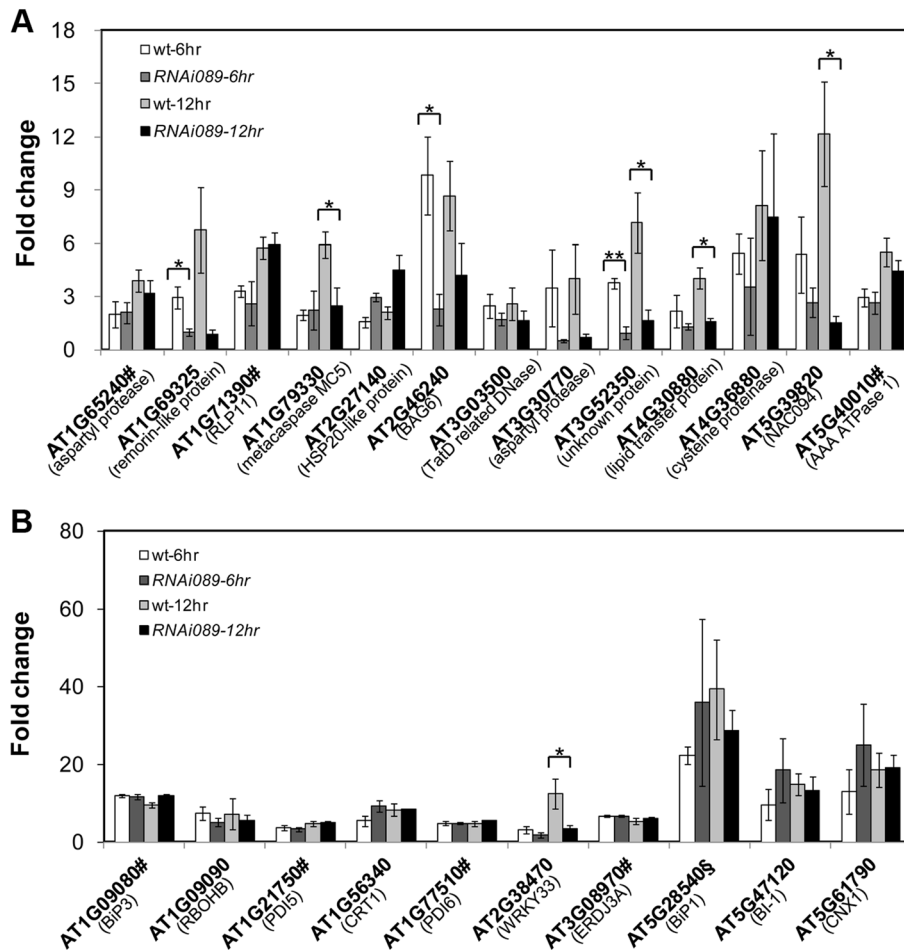 A
18
15
12
9
6
3
0
Fold change
wt-6hr
RNAi089-6hr
wt-12hr
RNAi089-12hr
*
*
*
**
*
*
*
AT1G65240#
(aspartyl protease)
AT1G69325
(remorin-like protein)
AT1G71390#
(RLP11)
AT1G79330
(metacaspase MC5)
AT2G27140
(HSP20-like protein)
AT2G46240
(BAG6)
AT3G03500
(TatD related DNase)
AT3G30770
(aspartyl protease)
AT3G52350
(unknown protein)
AT4G30880
(lipid transfer protein)
AT4G36880
(cysteine proteinase)
AT5G39820
(NAC094)
AT5G40010#
(AAA ATPase 1)
B
80
60
40
20
0
Fold change
wt-6hr
RNAi089-6hr
wt-12hr
RNAi089-12hr
*
AT1G09080#
(BiP3)
AT1G09090
(RBOHB)
AT1G21750#
(PDI5)
AT1G56340
(CRT1)
AT1G77510#
(PDI6)
AT2G38470
(WRKY33)
AT3G08970#
(ERDJ3A)
AT5G28540§
(BiP1)
AT5G47120
(BI-1)
AT5G61790
(CNX1)